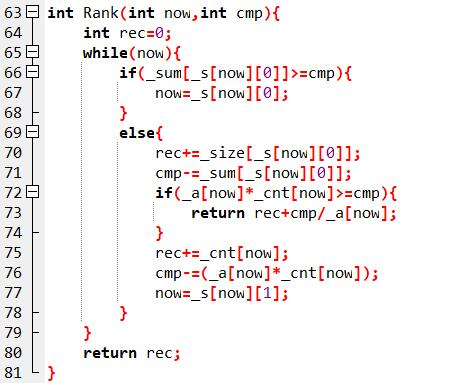 63 int Rank(int now,int cmp){
64     int rec=0;
65     while(now){
66         if(_sum[_s[now][0]]>=cmp){
67             now=_s[now][0];
68         }
69         else{
70             rec+=_size[_s[now][0]];
71             cmp-=_sum[_s[now][0]];
72             if(_a[now]*_cnt[now]>=cmp){
73                 return rec+cmp/_a[now];
74             }
75             rec+=_cnt[now];
76             cmp-=(_a[now]*_cnt[now]);
77             now=_s[now][1];
78         }
79     }
80     return rec;
81 }